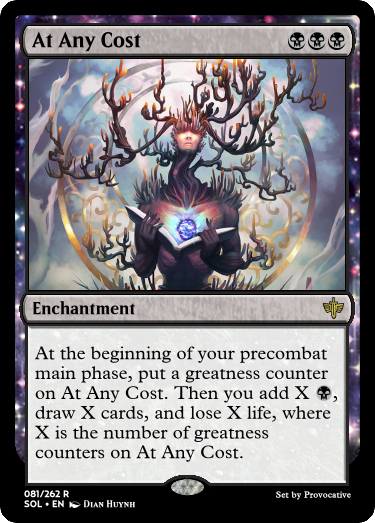 At Any Cost
Enchantment
At the beginning of your precombat
main phase, put a greatness counter
on At Any Cost. Then you add X ,
draw X cards, and lose X life, where
X is the number of greatness
counters on At Any Cost.
081/262 R
SOL • EN Dian Huynh
Set by Provocative